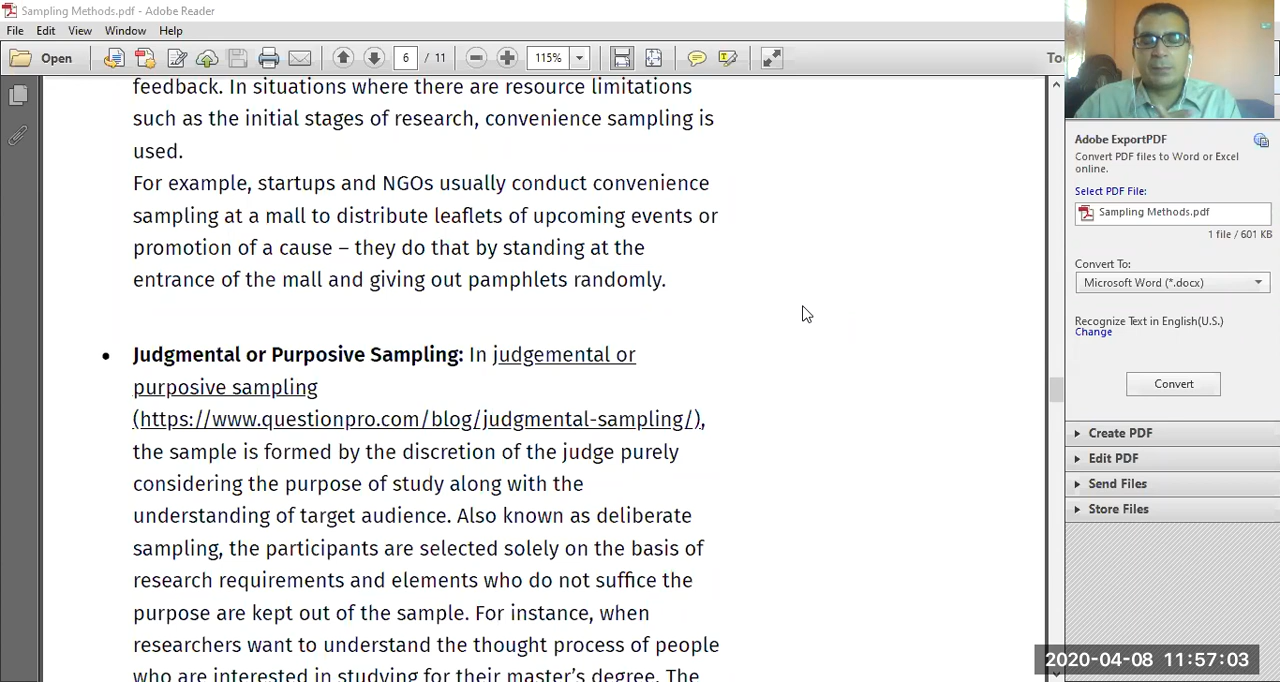 Sampling Methods.pdf - Adobe Reader
File Edit View Window Help
Open 6 / 11 115%
feedback. In situations where there are resource limitations
such as the initial stages of research, convenience sampling is
used.
For example, startups and NGOs usually conduct convenience
sampling at a mall to distribute leaflets of upcoming events or
promotion of a cause – they do that by standing at the
entrance of the mall and giving out pamphlets randomly.
• Judgmental or Purposive Sampling: In judgemental or
purposive sampling
(https://www.questionpro.com/blog/judgmental-sampling/),
the sample is formed by the discretion of the judge purely
considering the purpose of study along with the
understanding of target audience. Also known as deliberate
sampling, the participants are selected solely on the basis of
research requirements and elements who do not suffice the
purpose are kept out of the sample. For instance, when
researchers want to understand the thought process of people
who are interested in studying for their master's degree. The
Adobe ExportPDF
Convert PDF files to Word or Excel
online.
Select PDF File:
Sampling Methods.pdf
1 file / 601 KB
Convert To:
Microsoft Word (*.docx)
Recognize Text in English(U.S.)
Change
Convert
Create PDF
Edit PDF
Send Files
Store Files
2020-04-08 11:57:03